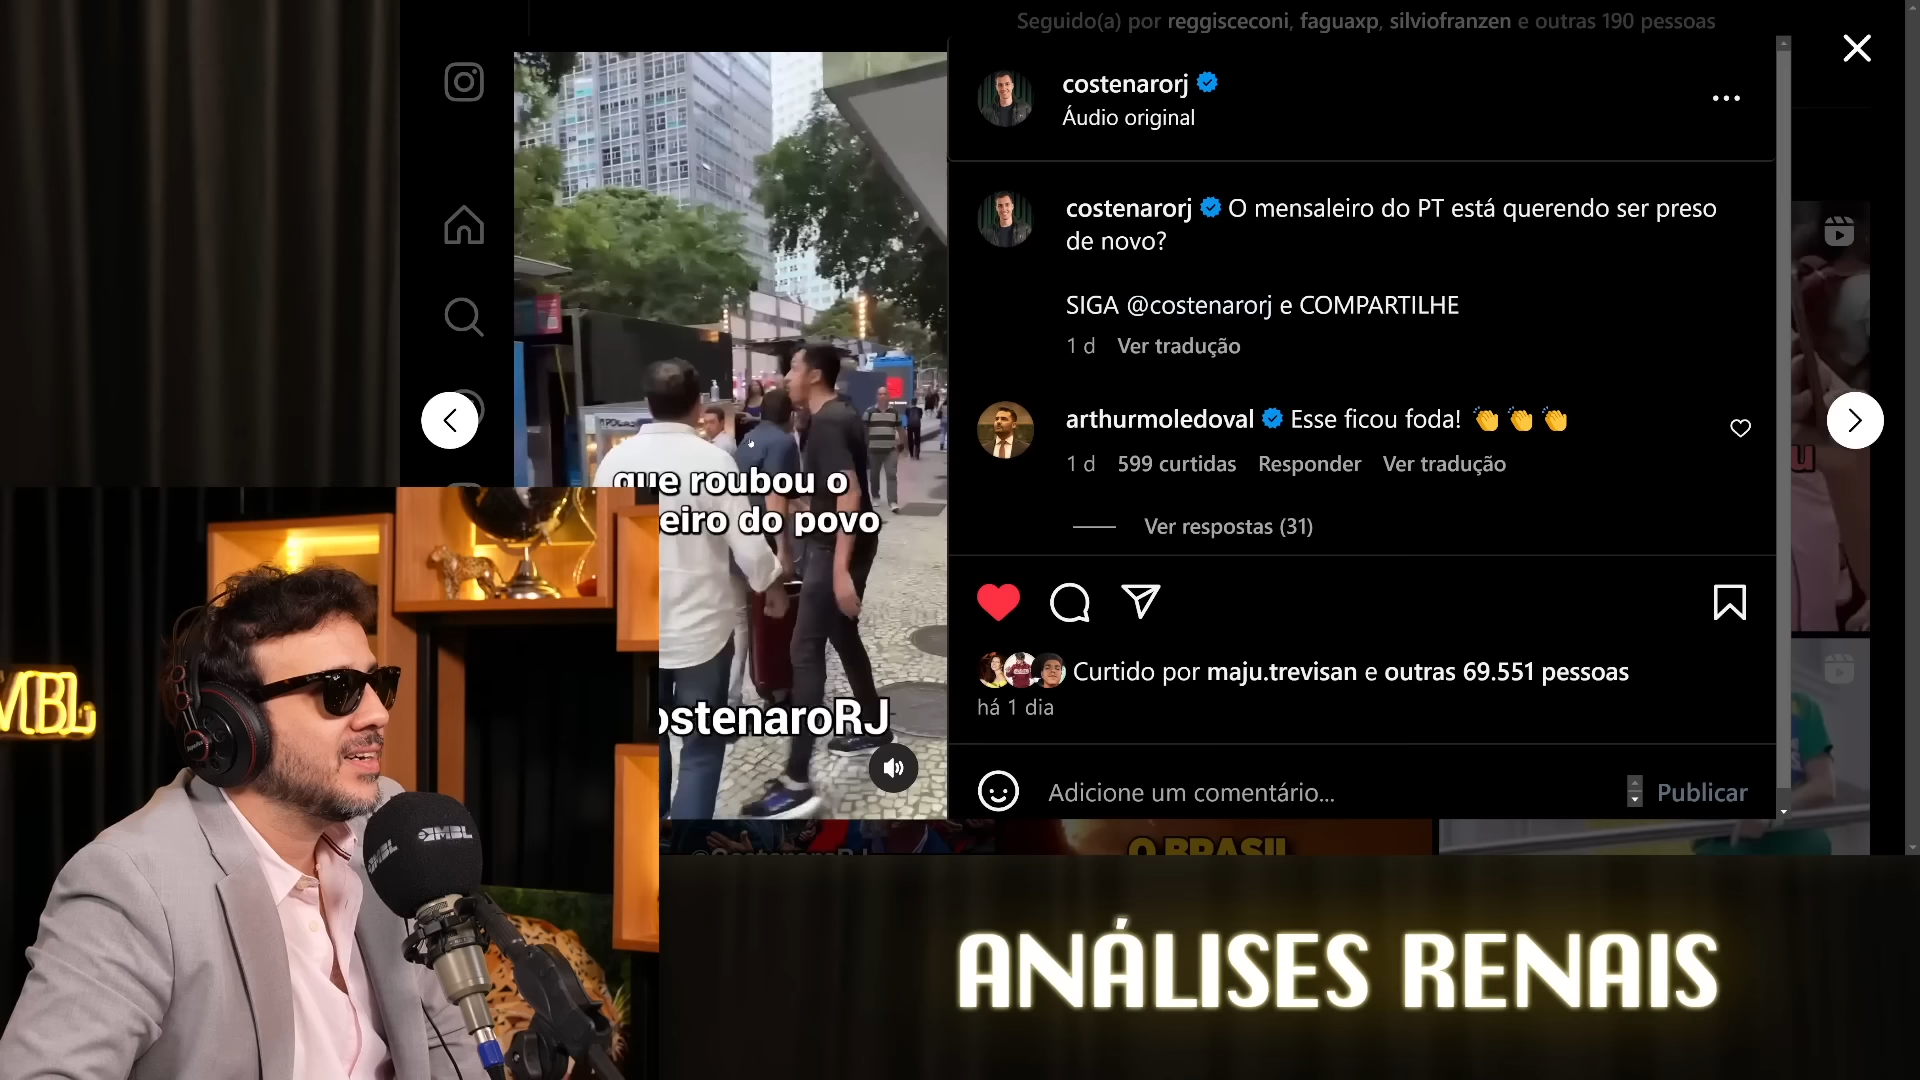 Seguido(a) por reggisceconi, faguaxp, silviofranzen e outras 190 pessoas
costenarorj
Áudio original
costenarorj O mensaleiro do PT está querendo ser preso
de novo?
SIGA @costenarorj e COMPARTILHE
1 d Ver tradução
arthurmoledoval Esse ficou foda! 👏👏👏
1 d 599 curtidas Responder Ver tradução
Ver respostas (31)
que roubou o
eiro do povo
ostenaroRJ
Curtido por maju.trevisan e outras 69.551 pessoas
há 1 dia
Adicione um comentário...
Publicar
O BRASIL
MBL
MBL
MBL
ANÁLISES RENAIS